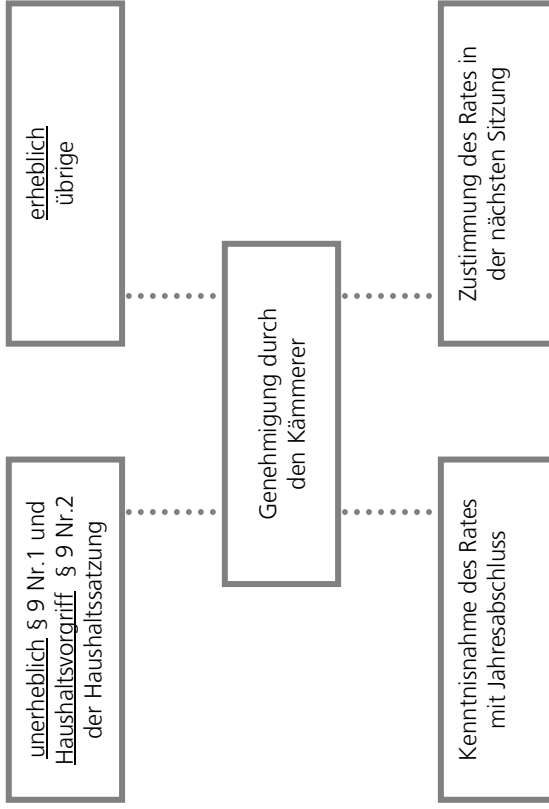 unerheblich § 9 Nr.1 und
Haushaltsvorgriff § 9 Nr.2
der Haushaltssatzung
erheblich
übrige
Genehmigung durch
den Kämmerer
Kenntnisnahme des Rates
mit Jahresabschluss
Zustimmung des Rates in
der nächsten Sitzung